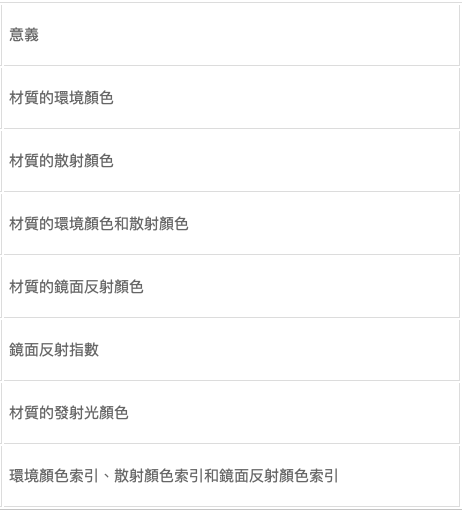 意義
材質的環境顏色
材質的散射顏色
材質的環境顏色和散射顏色
材質的鏡面反射顏色
鏡面反射指數
材質的發射光顏色
環境顏色索引、散射顏色索引和鏡面反射顏色索引